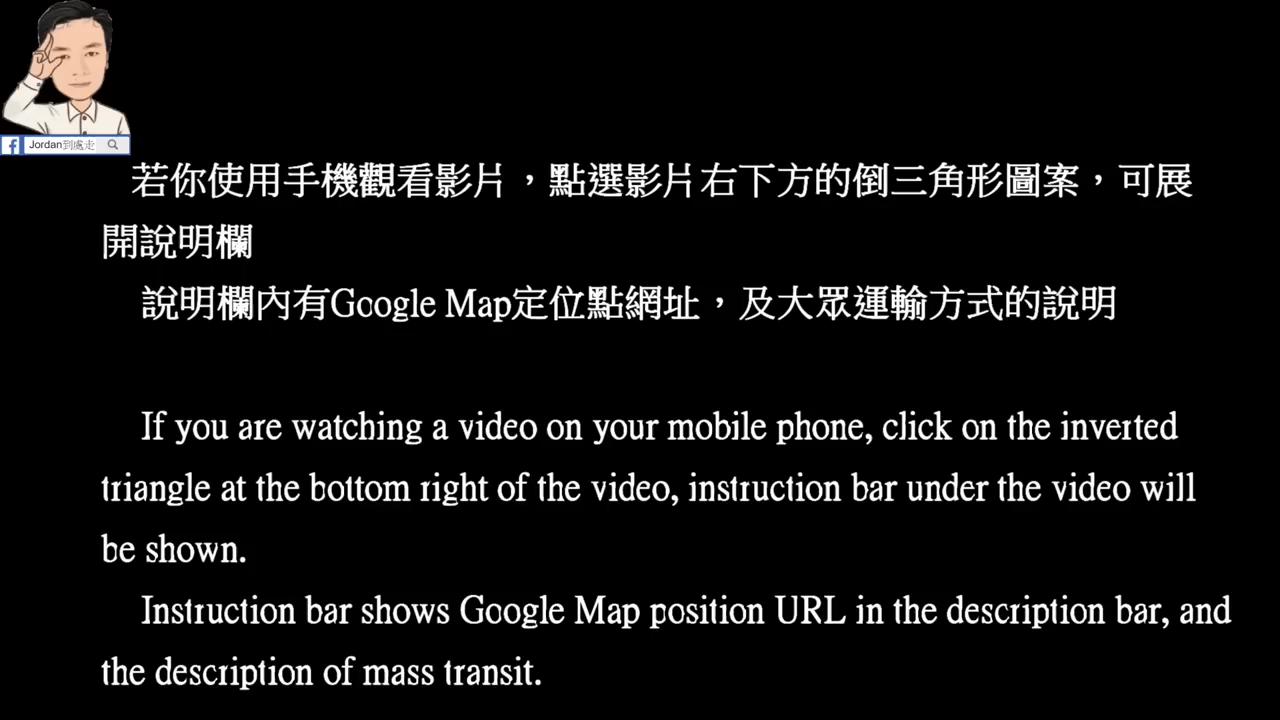 Jordan到處走
若你使用手機觀看影片，點選影片右下方的倒三角形圖案，可展
開說明欄
說明欄內有Google Map定位點網址，及大眾運輸方式的說明
If you are watching a video on your mobile phone, click on the inverted
triangle at the bottom right of the video, instruction bar under the video will
be shown.
Instruction bar shows Google Map position URL in the description bar, and
the description of mass transit.